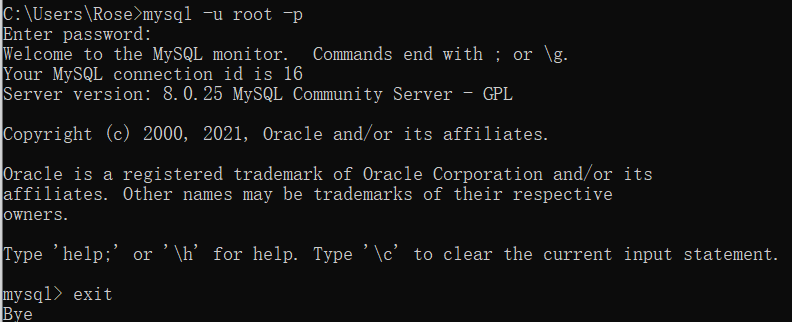 C:\Users\Rose>mysql -u root -p
Enter password:
Welcome to the MySQL monitor.  Commands end with ; or \g.
Your MySQL connection id is 16
Server version: 8.0.25 MySQL Community Server - GPL
Copyright (c) 2000, 2021, Oracle and/or its affiliates.
Oracle is a registered trademark of Oracle Corporation and/or its
affiliates. Other names may be trademarks of their respective
owners.
Type 'help;' or '\h' for help. Type '\c' to clear the current input statement.
mysql> exit
Bye